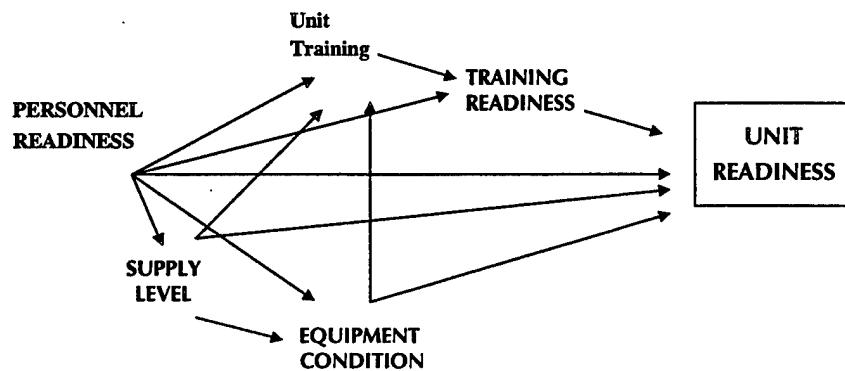 Unit
Training
TRAINING
READINESS
PERSONNEL
READINESS
UNIT
READINESS
SUPPLY
LEVEL
EQUIPMENT
CONDITION